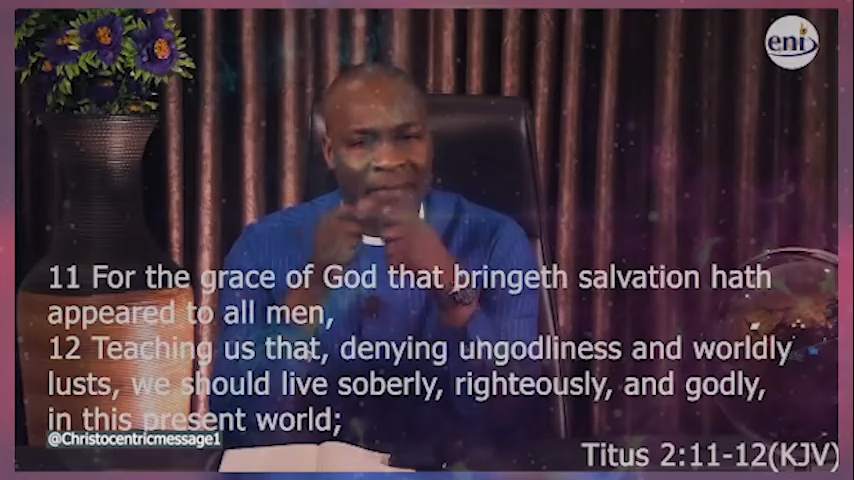 eni
11 For the grace of God that bringeth salvation hath
appeared to all men,
12 Teaching us that, denying ungodliness and worldly
lusts, we should live soberly, righteously, and godly,
in this present world;
@Christocentricmessage1
Titus 2:11-12(KJV)